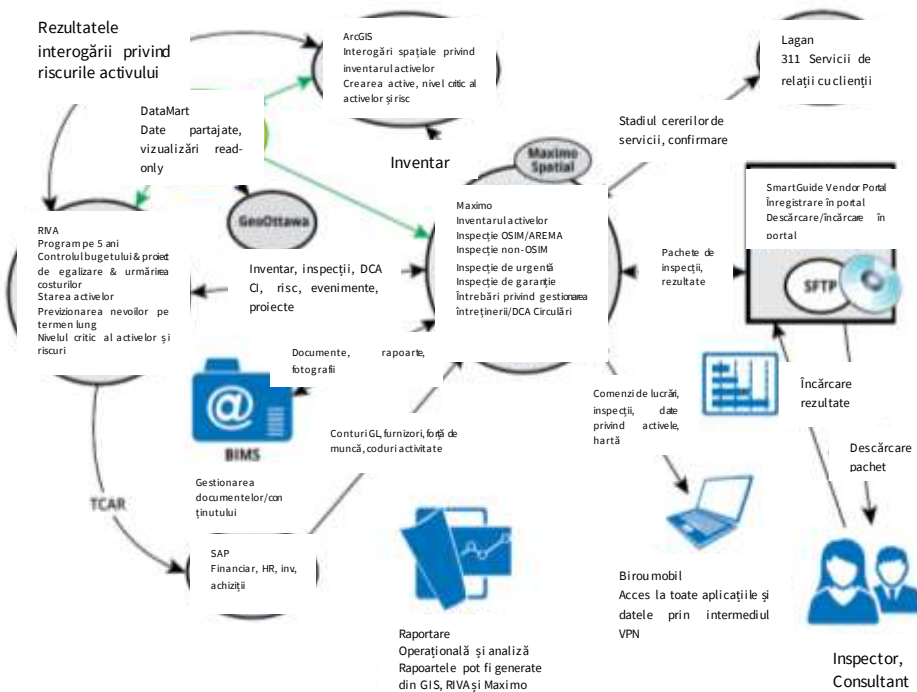 Rezultatele
interogării privind
riscurile activului
ArcGIS
Interogări spațiale privind
inventarul activelor
Crearea active, nivel critic al
activelor și risc
Lagan
311 Servicii de
relații cu clienții
DataMart
Date partajate,
vizualizări read-
only
Stadiul cererilor de
servicii, confirmare
Inventar
Maximo
Spatial
SmartGuide Vendor Portal
Înregistrare în portal
Descărcare/încărcare în
portal
GeoOttawa
RIVA
Program pe 5 ani
Controlul bugetului & proiect
de egalizare & urmărirea
costurilor
Starea activelor
Previzionarea nevoilor pe
termen lung
Nivelul critic al activelor și
riscuri
Maximo
Inventarul activelor
Inspecție OSIM/AREMA
Inspecție non-OSIM
Inspecție de urgență
Inspecție de garanție
Întrebări privind gestionarea
întreținerii/DCA Circulări
Inventar, inspecții, DCA
CI, risc, evenimente,
proiecte
Pachete de
inspecții,
rezultate
SFTP
Documente, rapoarte,
fotografii
@
BIMS
Comenzi de lucrări,
inspecții, date
privind activele,
hartă
Încărcare
rezultate
Conturi GL, furnizori, forță de
muncă, coduri activitate
Descărcare
pachet
Gestionarea
documentelor/con
ținutului
TCAR
SAP
Financiar, HR, inv,
achiziții
Birou mobil
Acces la toate aplicațiile și
datele prin intermediul
VPN
Raportare
Operațională și analiză
Rapoartele pot fi generate
din GIS, RIVA și Maximo
Inspector,
Consultant